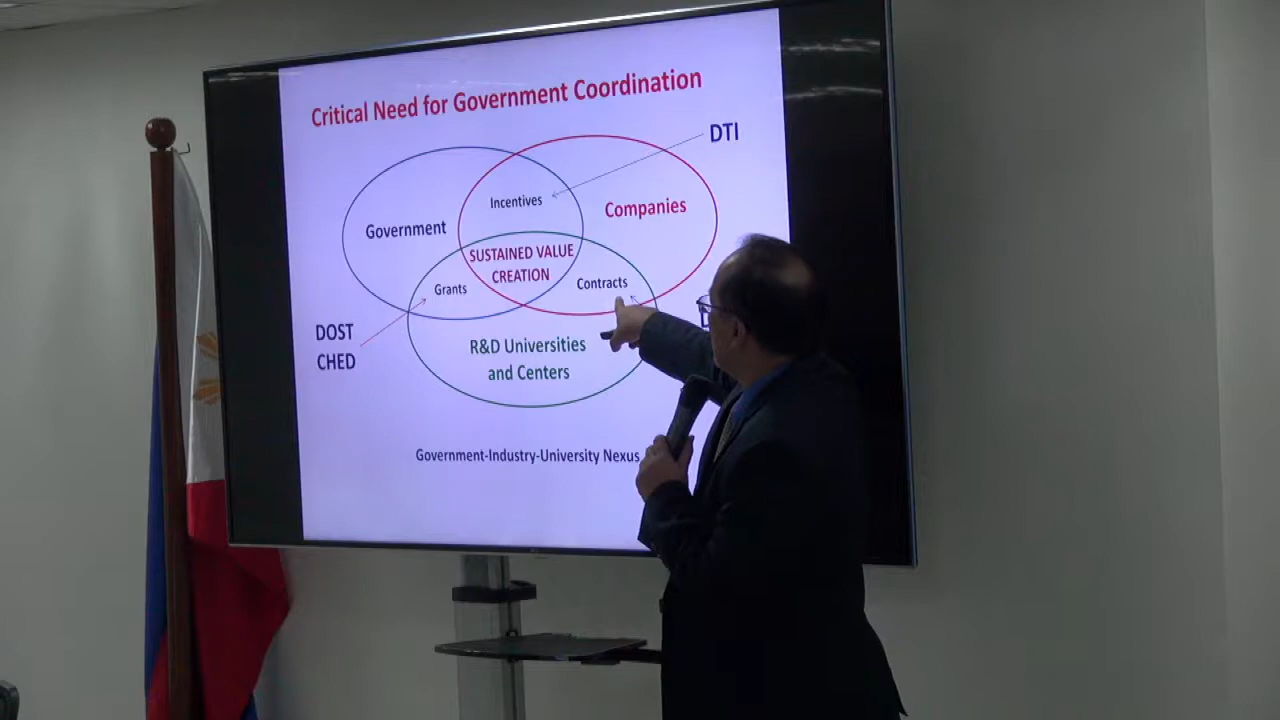 Critical Need for Government Coordination
DTI
Incentives
Companies
Government
SUSTAINED VALUE
CREATION
Grants
Contracts
DOST
CHED
R&D Universities
and Centers
Government-Industry-University Nexus